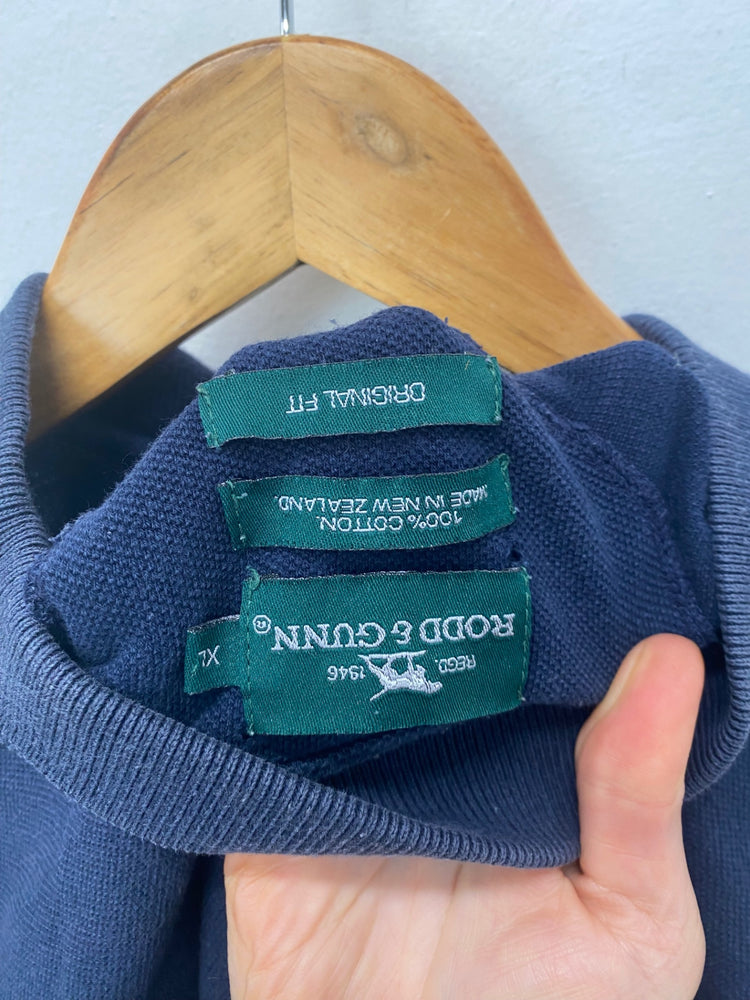 RODD & GUNN®
REGD. 1946
XL
100% COTTON.
MADE IN NEW ZEALAND.
ORIGINAL FIT